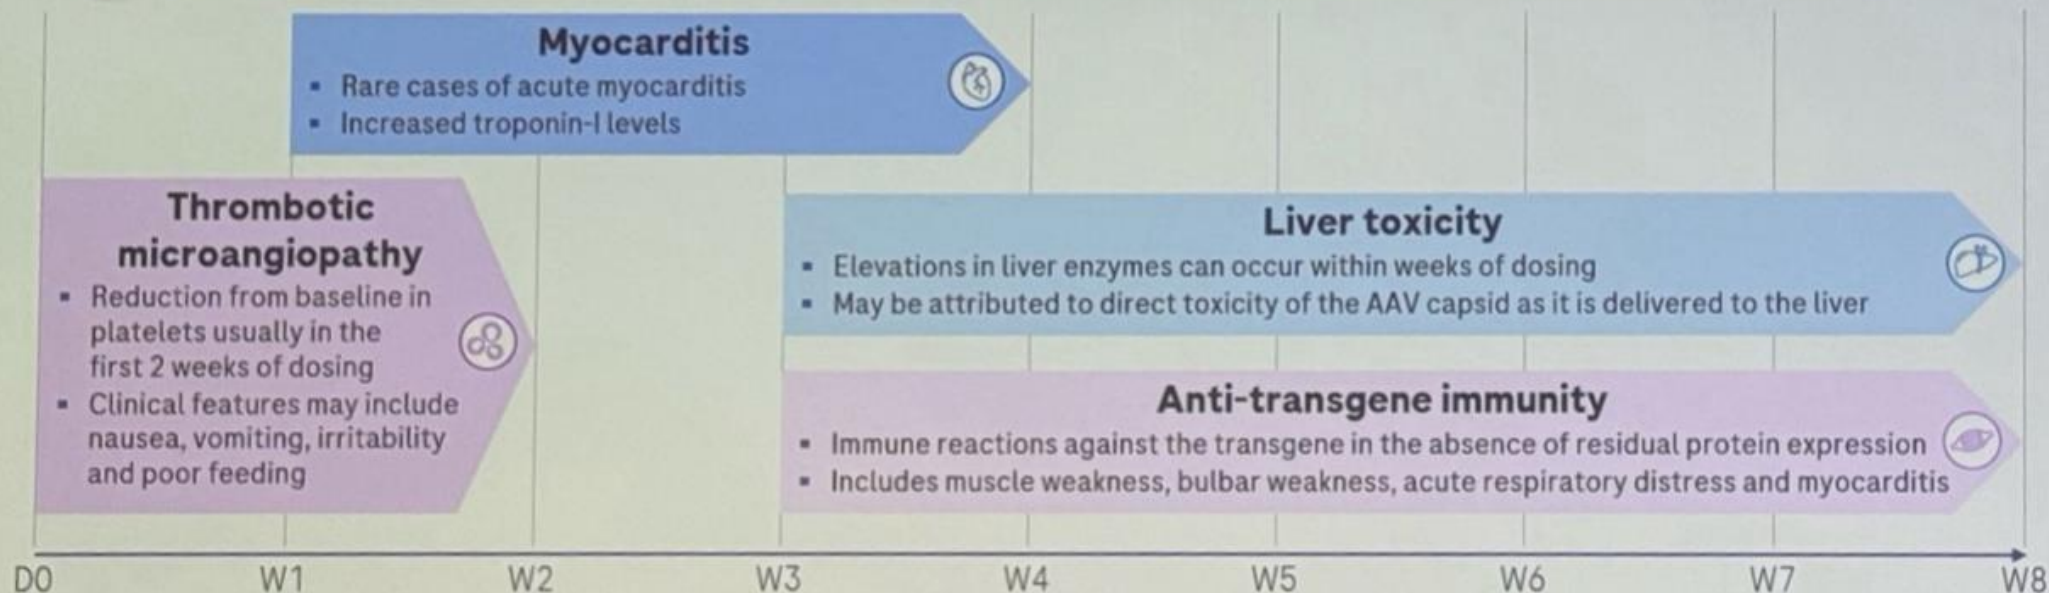 Myocarditis
▪ Rare cases of acute myocarditis
▪ Increased troponin-I levels
Thrombotic
microangiopathy
▪ Reduction from baseline in
platelets usually in the
first 2 weeks of dosing
▪ Clinical features may include
nausea, vomiting, irritability
and poor feeding
Liver toxicity
▪ Elevations in liver enzymes can occur within weeks of dosing
▪ May be attributed to direct toxicity of the AAV capsid as it is delivered to the liver
Anti-transgene immunity
▪ Immune reactions against the transgene in the absence of residual protein expression
▪ Includes muscle weakness, bulbar weakness, acute respiratory distress and myocarditis
D0 W1 W2 W3 W4 W5 W6 W7 W8